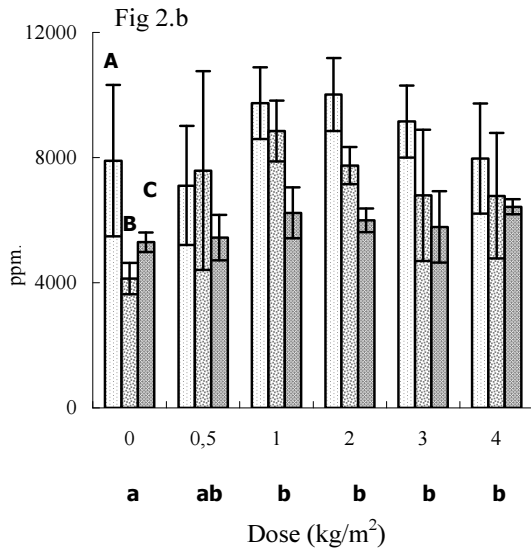 Fig 2.b
12000
A
8000
C
B
ppm.
4000
0
0 0,5 1 2 3 4
a ab b b b b
Dose (kg/m²)